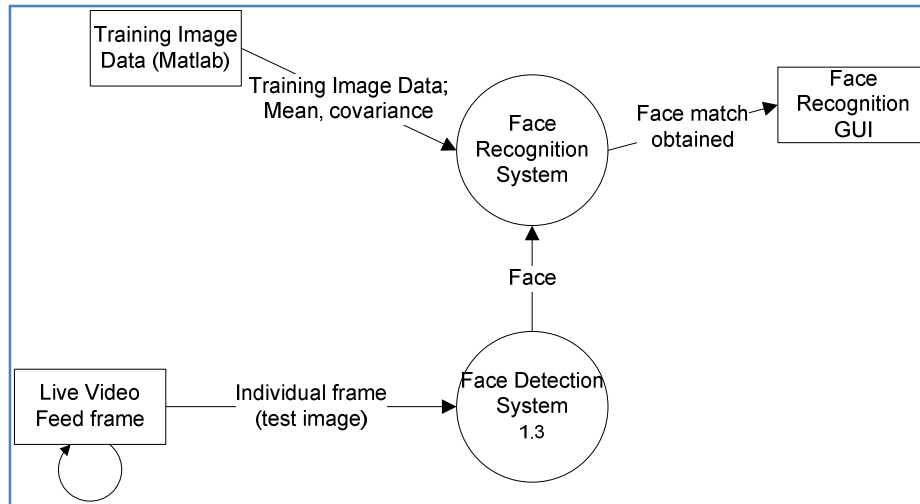 Training Image
Data (Matlab)
Training Image Data;
Mean, covariance
Face
Recognition
System
Face match
obtained
Face
Recognition
GUI
Face
Live Video
Feed frame
Individual frame
(test image)
Face Detection
System
1.3